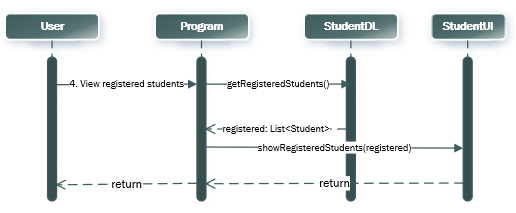 User
Program
StudentDL
StudentUI
4. View registered students
getRegisteredStudents()
registered: List<Student>
showRegisteredStudents(registered)
return
return